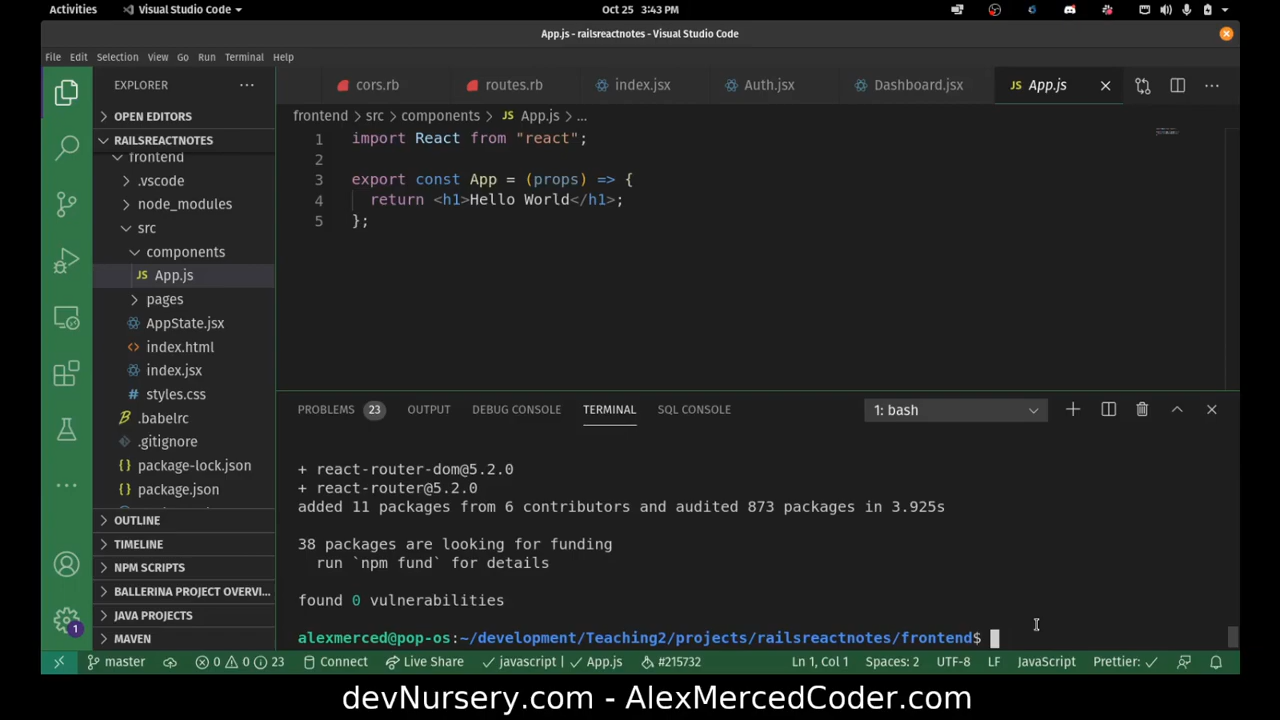 Activities
Visual Studio Code
Oct 25 3:43 PM
App.js - railsreactnotes - Visual Studio Code
File Edit Selection View Go Run Terminal Help
EXPLORER
OPEN EDITORS
RAILSREACTNOTES
frontend
.vscode
node_modules
src
components
JS App.js
pages
AppState.jsx
<> index.html
index.jsx
# styles.css
.babelrc
.gitignore
{} package-lock.json
{} package.json
OUTLINE
TIMELINE
NPM SCRIPTS
BALLERINA PROJECT OVERVI...
JAVA PROJECTS
MAVEN
1
cors.rb routes.rb index.jsx Auth.jsx Dashboard.jsx JS App.js
frontend > src > components > JS App.js > ...
1 import React from "react";
2
3 export const App = (props) => {
4 return <h1>Hello World</h1>;
5 };
PROBLEMS 23 OUTPUT DEBUG CONSOLE TERMINAL SQL CONSOLE 1: bash
+ react-router-dom@5.2.0
+ react-router@5.2.0
added 11 packages from 6 contributors and audited 873 packages in 3.925s
38 packages are looking for funding
run `npm fund` for details
found 0 vulnerabilities
alexmerced@pop-os:~/development/Teaching2/projects/railsreactnotes/frontend$
master 0 0 23 Connect Live Share javascript | App.js #215732 Ln 1, Col 1 Spaces: 2 UTF-8 LF JavaScript Prettier: ✓
devNursery.com - AlexMercedCoder.com